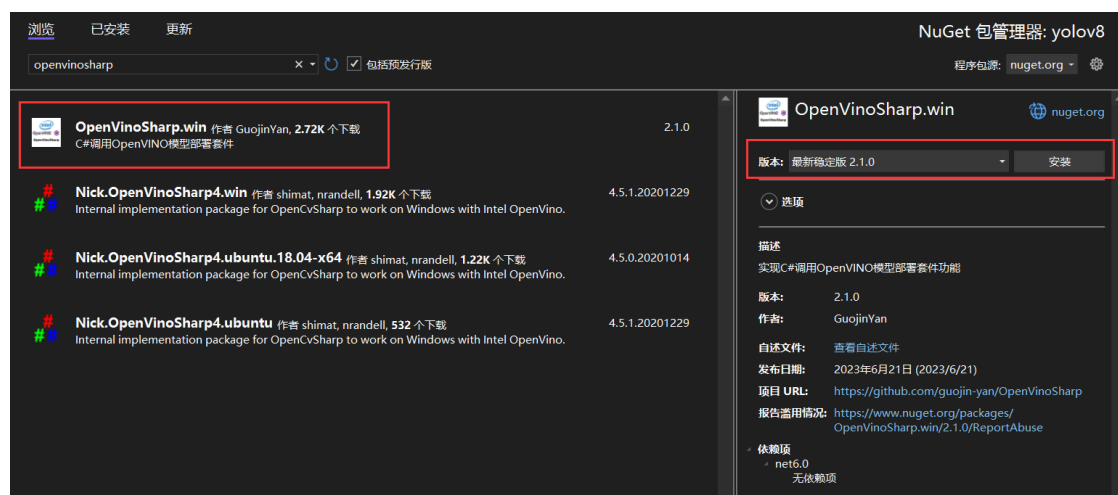 浏览 已安装 更新
NuGet 包管理器: yolov8
openvinosharp
包括预发行版
程序包源: nuget.org
OpenVinoSharp.win 作者 GuojinYan, 2.72K 个下载
2.1.0
C#调用OpenVINO模型部署套件
Nick.OpenVinoSharp4.win 作者 shimat, nrandell, 1.92K 个下载
4.5.1.20201229
Internal implementation package for OpenCvSharp to work on Windows with Intel OpenVino.
Nick.OpenVinoSharp4.ubuntu.18.04-x64 作者 shimat, nrandell, 1.22K 个下载
4.5.0.20201014
Internal implementation package for OpenCvSharp to work on Windows with Intel OpenVino.
Nick.OpenVinoSharp4.ubuntu 作者 shimat, nrandell, 532 个下载
4.5.1.20201229
Internal implementation package for OpenCvSharp to work on Windows with Intel OpenVino.
OpenVinoSharp.win
nuget.org
版本: 最新稳定版 2.1.0
安装
选项
描述
实现C#调用OpenVINO模型部署套件功能
版本: 2.1.0
作者: GuojinYan
自述文件: 查看自述文件
发布日期: 2023年6月21日 (2023/6/21)
项目 URL: https://github.com/guojin-yan/OpenVinoSharp
报告滥用情况: https://www.nuget.org/packages/
OpenVinoSharp.win/2.1.0/ReportAbuse
依赖项
net6.0
无依赖项